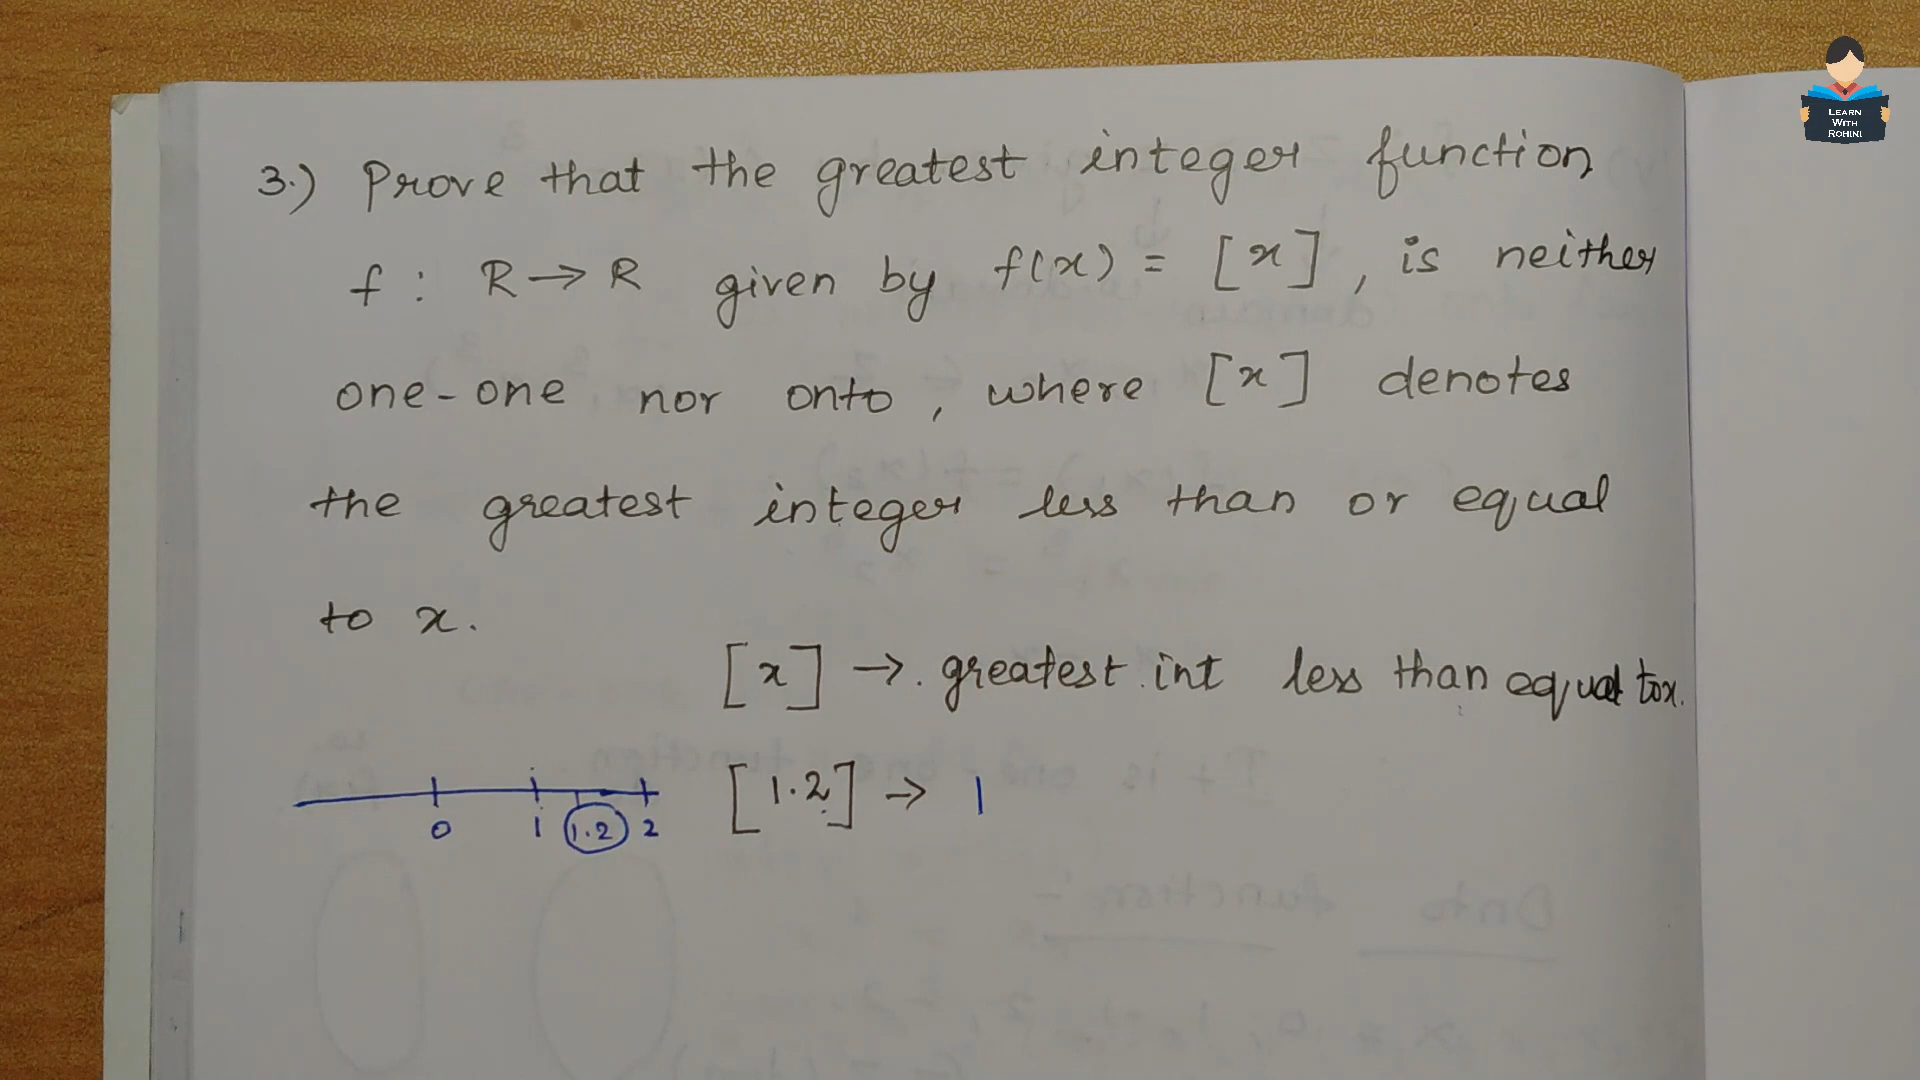 3.) Prove that the greatest integer function
f : R → R given by f(x) = [x], is neither
one-one nor onto, where [x] denotes
the greatest integer less than or equal
to x.
[x] → greatest int less than equal to x.
[1.2] → 1
0 1 1.2 2
LEARN
WITH
ROHINI